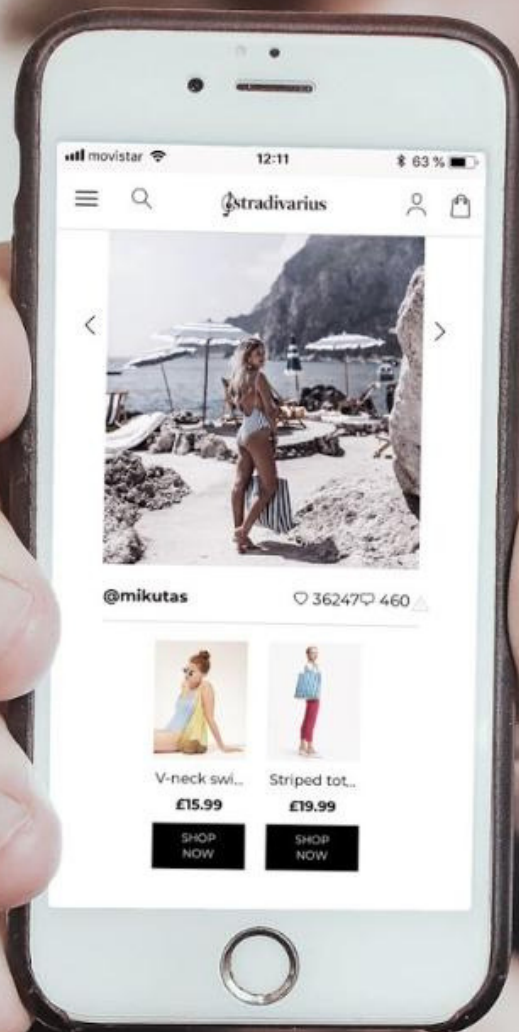 movistar 12:11 63 %
stradivarius
@mikutas 36247 460
V-neck swi... Striped tot...
£15.99 £19.99
SHOP NOW SHOP NOW